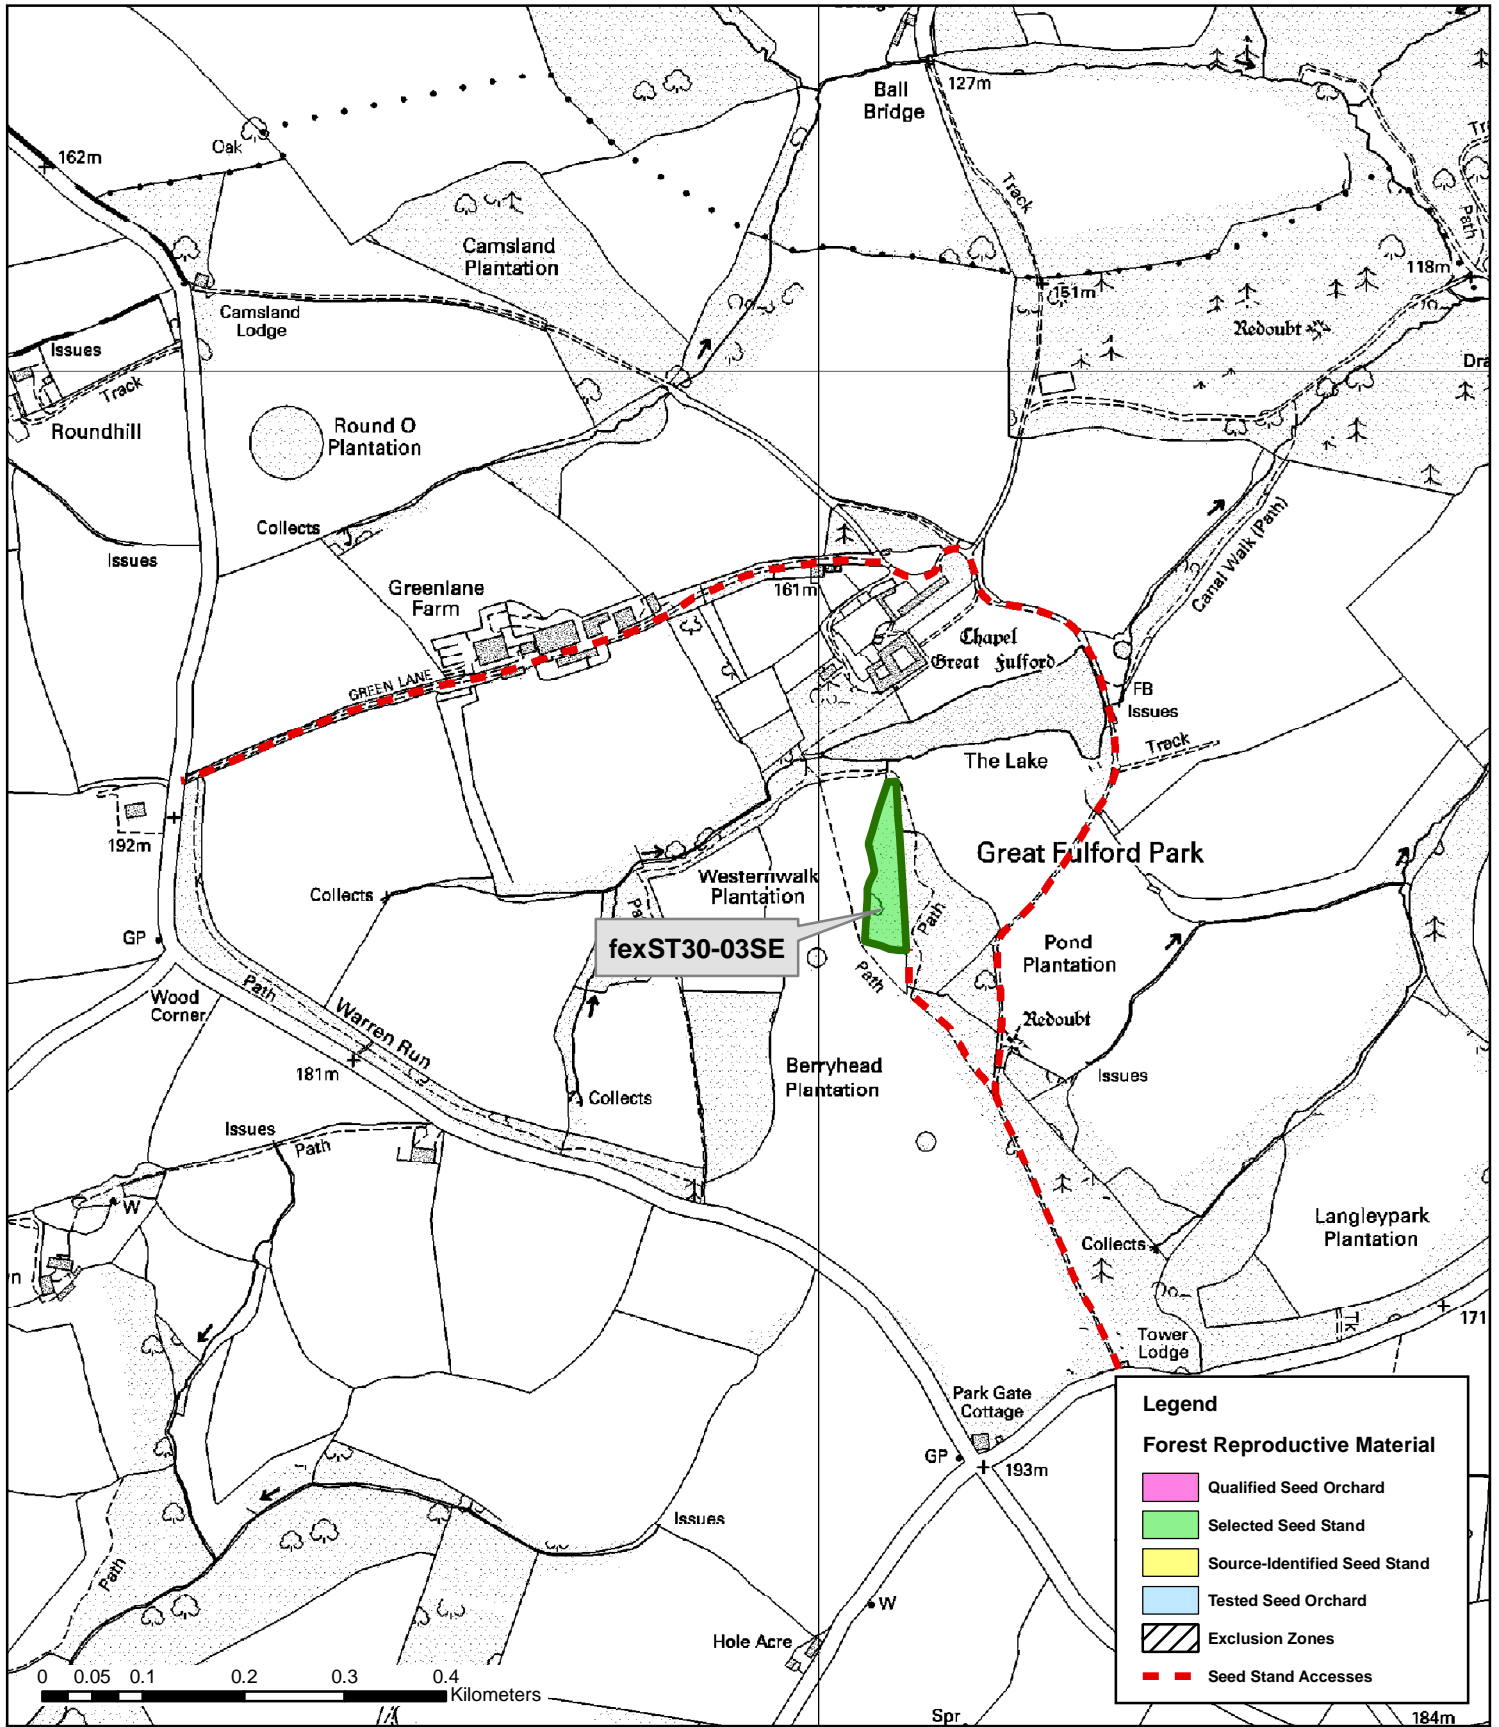 Ball
Bridge
127m
162m
Oak
Track
Path
Camsland
Plantation
118m
151m
Camsland
Lodge
Redoubt
Issues
Track
Roundhill
Round O
Plantation
Collects
Issues
Canal Walk (Path)
Greenlane
Farm
161m
Chapel
Great Fulford
GREEN LANE
FB
Issues
Track
The Lake
192m
Great Fulford Park
Westernwalk
Plantation
Collects
Path
fexST30-03SE
GP
Pond
Plantation
Path
Path
Wood
Corner
Warren Run
Redoubt
181m
Berryhead
Plantation
Issues
Collects
Issues
Path
W
Langleypark
Plantation
Collects
171
Tk
Tower
Lodge
Park Gate
Cottage
GP
193m
Issues
Path
W
Hole Acre
Spr
184m
Legend
Forest Reproductive Material
Qualified Seed Orchard
Selected Seed Stand
Source-Identified Seed Stand
Tested Seed Orchard
Exclusion Zones
Seed Stand Accesses
0 0.05 0.1 0.2 0.3 0.4
Kilometers